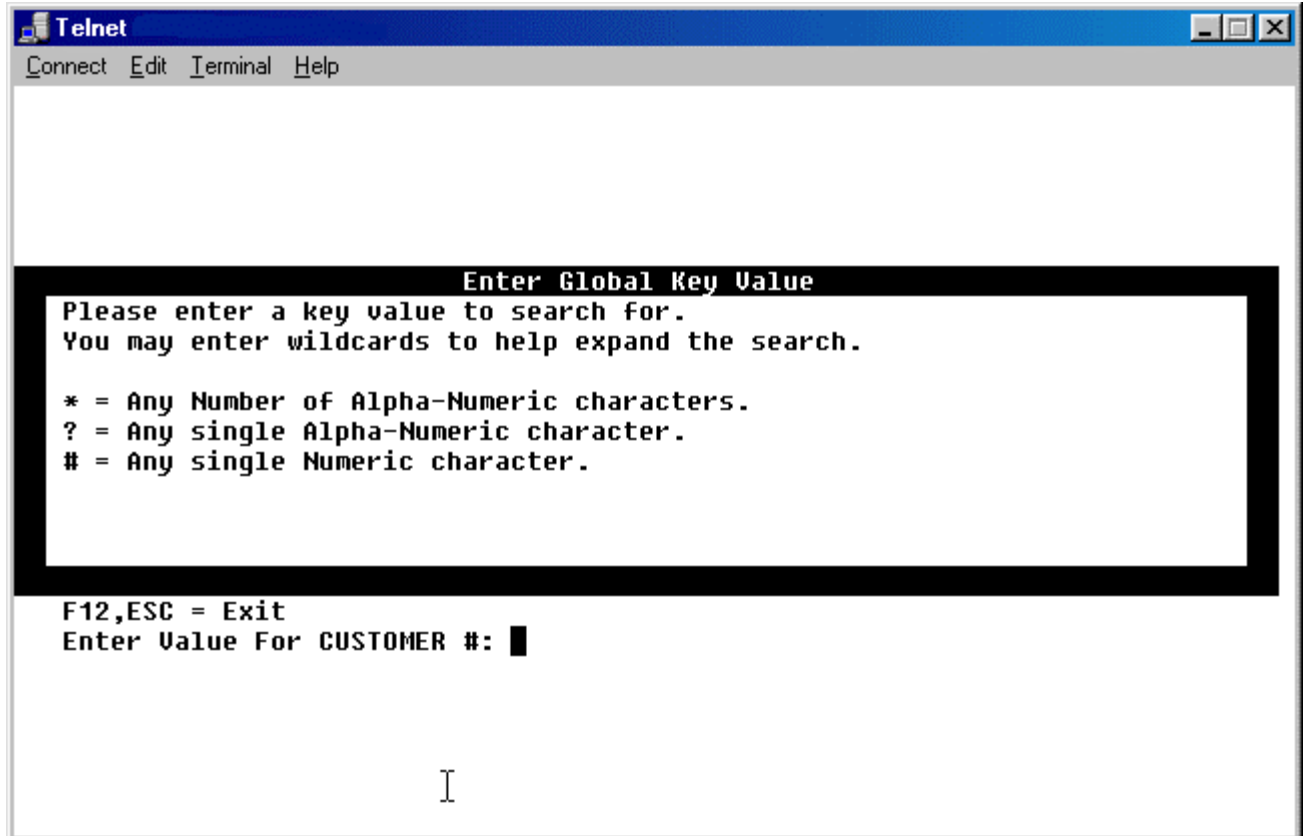 Telnet
Connect Edit Terminal Help
Enter Global Key Value
Please enter a key value to search for.
You may enter wildcards to help expand the search.
* = Any Number of Alpha-Numeric characters.
? = Any single Alpha-Numeric character.
# = Any single Numeric character.
F12,ESC = Exit
Enter Value For CUSTOMER #: